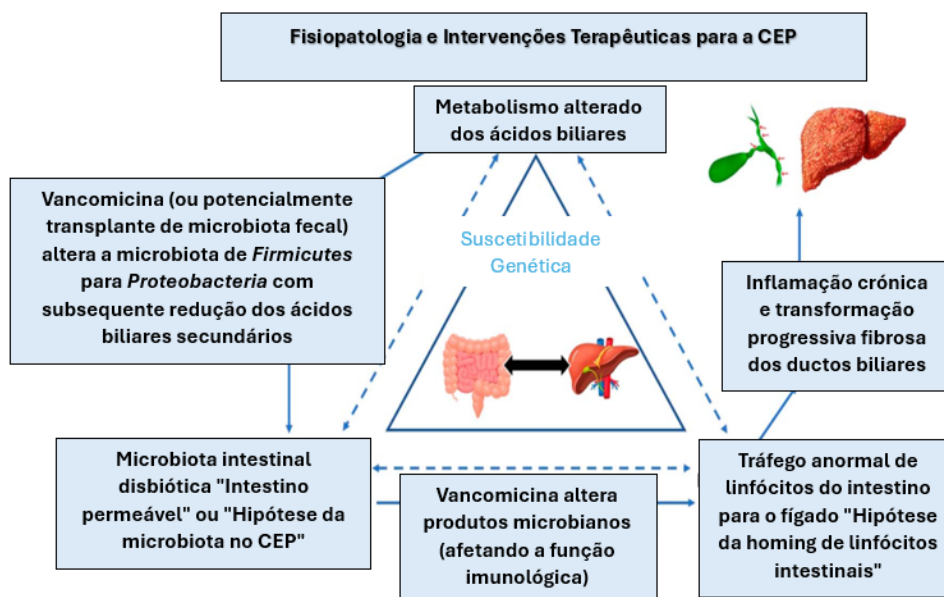 Fisiopatologia e Intervenções Terapêuticas para a CEP
Metabolismo alterado
dos ácidos biliares
Vancomicina (ou potencialmente
transplante de microbiota fecal)
altera a microbiota de Firmicutes
para Proteobacteria com
subsequente redução dos ácidos
biliares secundários
Suscetibilidade
Genética
Inflamação crónica
e transformação
progressiva fibrosa
dos ductos biliares
Microbiota intestinal
disbiótica "Intestino
permeável" ou "Hipótese da
microbiota no CEP"
Vancomicina altera
produtos microbianos
(afetando a função
imunológica)
Tráfego anormal de
linfócitos do intestino
para o fígado "Hipótese
da homing de linfócitos
intestinais"